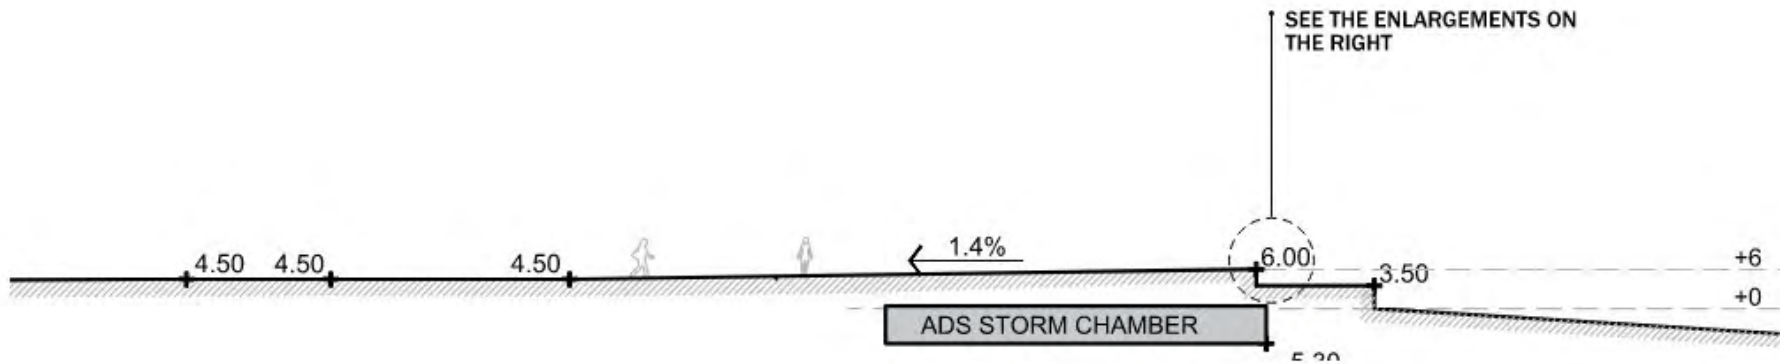 SEE THE ENLARGEMENTS ON
THE RIGHT
4.50 4.50 4.50 1.4% 6.00 3.50 +6
+0
ADS STORM CHAMBER